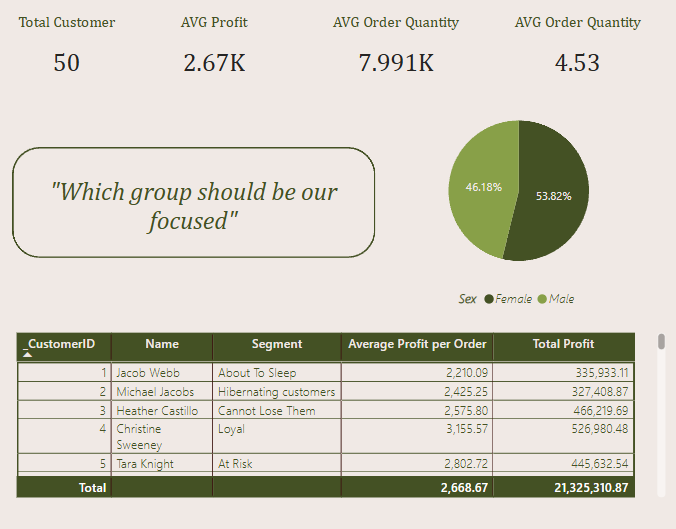 Total Customer AVG Profit AVG Order Quantity AVG Order Quantity
50 2.67K 7.991K 4.53
"Which group should be our
focused"
46.18% 53.82%
Sex Female Male
CustomerID Name Segment Average Profit per Order Total Profit
1 Jacob Webb About To Sleep 2,210.09 335,933.11
2 Michael Jacobs Hibernating customers 2,425.25 327,408.87
3 Heather Castillo Cannot Lose Them 2,575.80 466,219.69
4 Christine Loyal 3,155.57 526,980.48
Sweeney
5 Tara Knight At Risk 2,802.72 445,632.54
Total 2,668.67 21,325,310.87